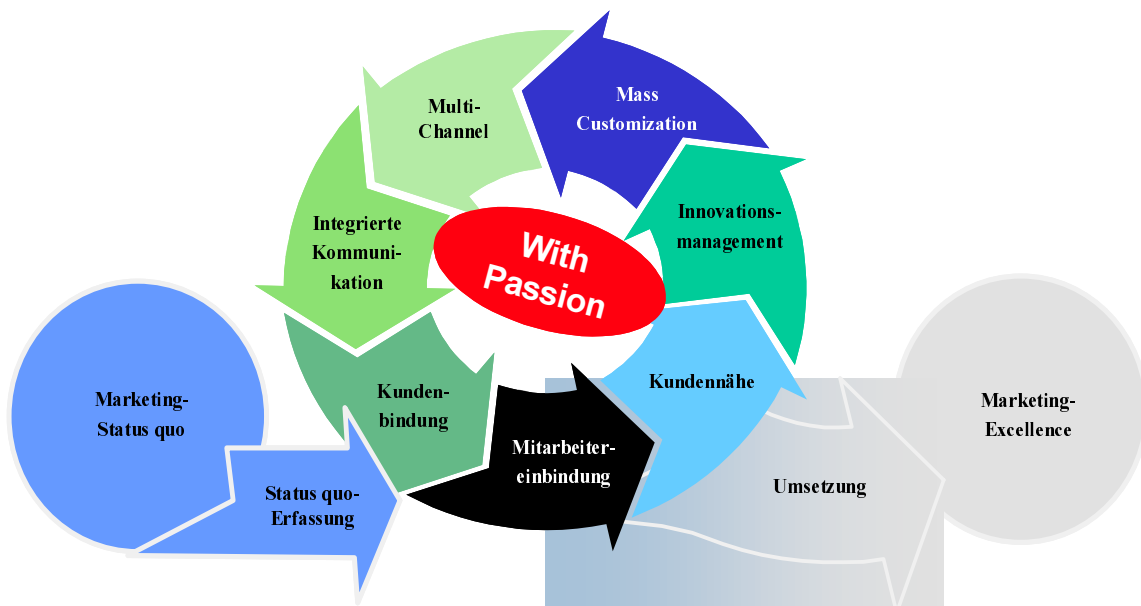 Mass
Customization
Multi-
Channel
Innovations-
management
Integrierte
Kommuni-
kation
With
Passion
Kundennähe
Kunden-
bindung
Marketing-
Status quo
Marketing-
Excellence
Mitarbeiter-
einbindung
Status quo-
Erfassung
Umsetzung